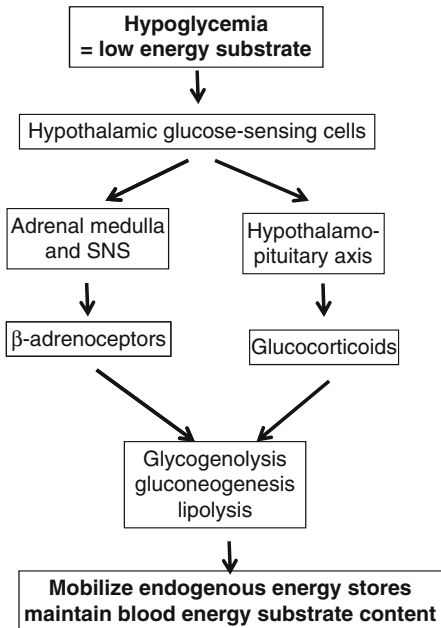 Hypoglycemia
= low energy substrate
Hypothalamic glucose-sensing cells
Adrenal medulla
and SNS
Hypothalamo-
pituitary axis
β-adrenoceptors
Glucocorticoids
Glycogenolysis
gluconeogenesis
lipolysis
Mobilize endogenous energy stores
maintain blood energy substrate content